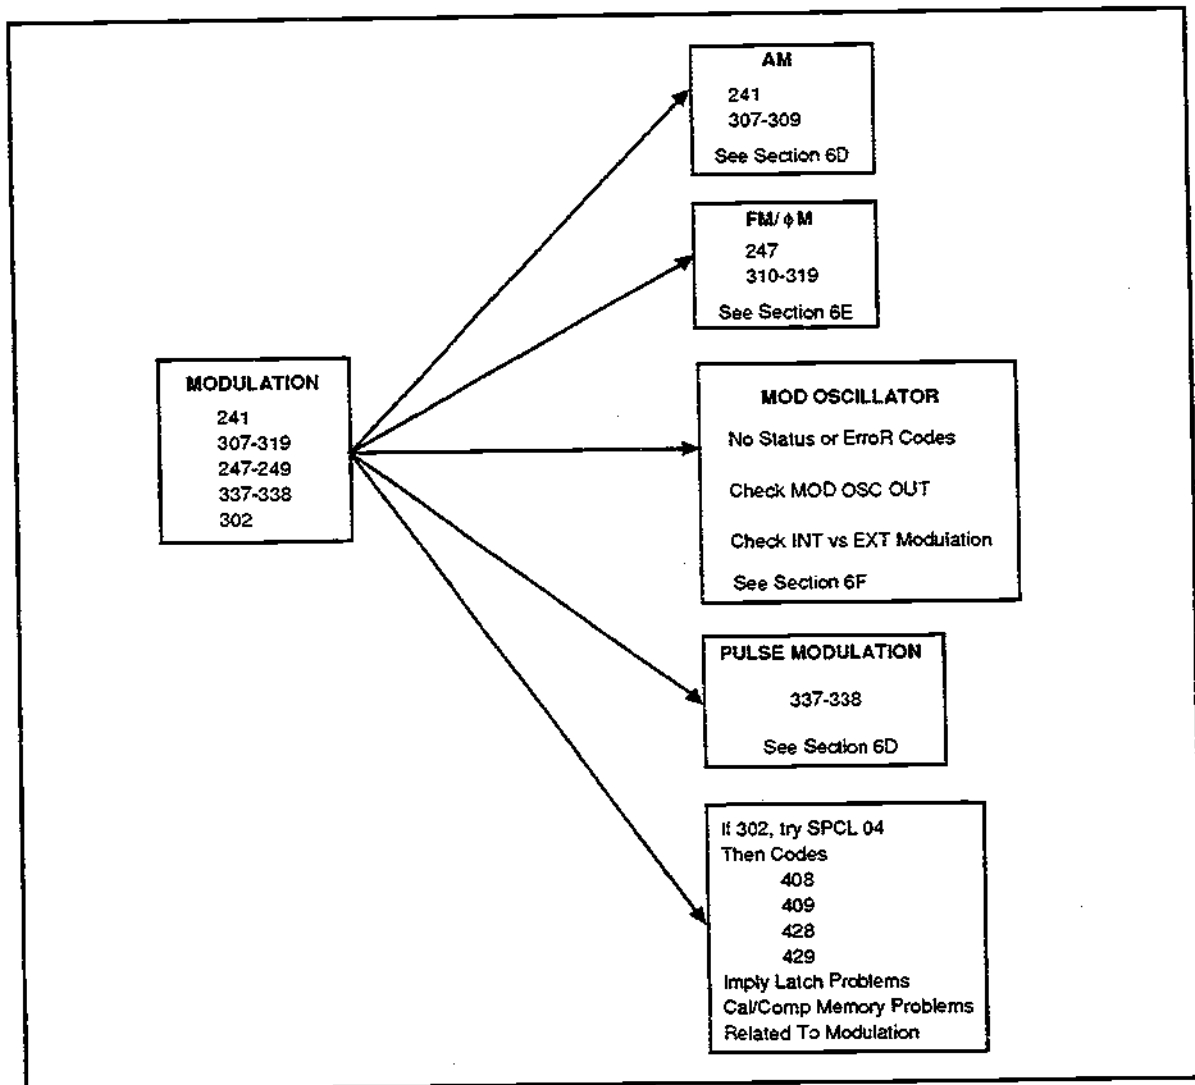 AM
241
307-309
See Section 6D
FM/ϕM
247
310-319
See Section 6E
MODULATION
241
307-319
247-249
337-338
302
MOD OSCILLATOR
No Status or ErroR Codes
Check MOD OSC OUT
Check INT vs EXT Modulation
See Section 6F
PULSE MODULATION
337-338
See Section 6D
If 302, try SPCL 04
Then Codes
408
409
428
429
Imply Latch Problems
Cal/Comp Memory Problems
Related To Modulation